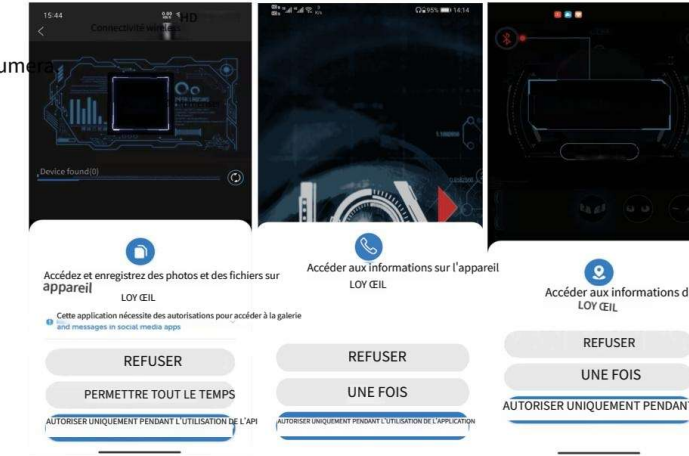 15:44
HD
Connectivité wireless
umera
Device found(0)
Accédez et enregistrez des photos et des fichiers sur
appareil
LOY ŒIL
Cette application nécessite des autorisations pour accéder à la galerie
and messages in social media apps
REFUSER
PERMETTRE TOUT LE TEMPS
AUTORISER UNIQUEMENT PENDANT L'UTILISATION DE L'API
95% 14:14
Accéder aux informations sur l'appareil
LOY ŒIL
REFUSER
UNE FOIS
AUTORISER UNIQUEMENT PENDANT L'UTILISATION DE L'APPLICATION
Accéder aux informations d
LOY ŒIL
REFUSER
UNE FOIS
AUTORISER UNIQUEMENT PENDANT